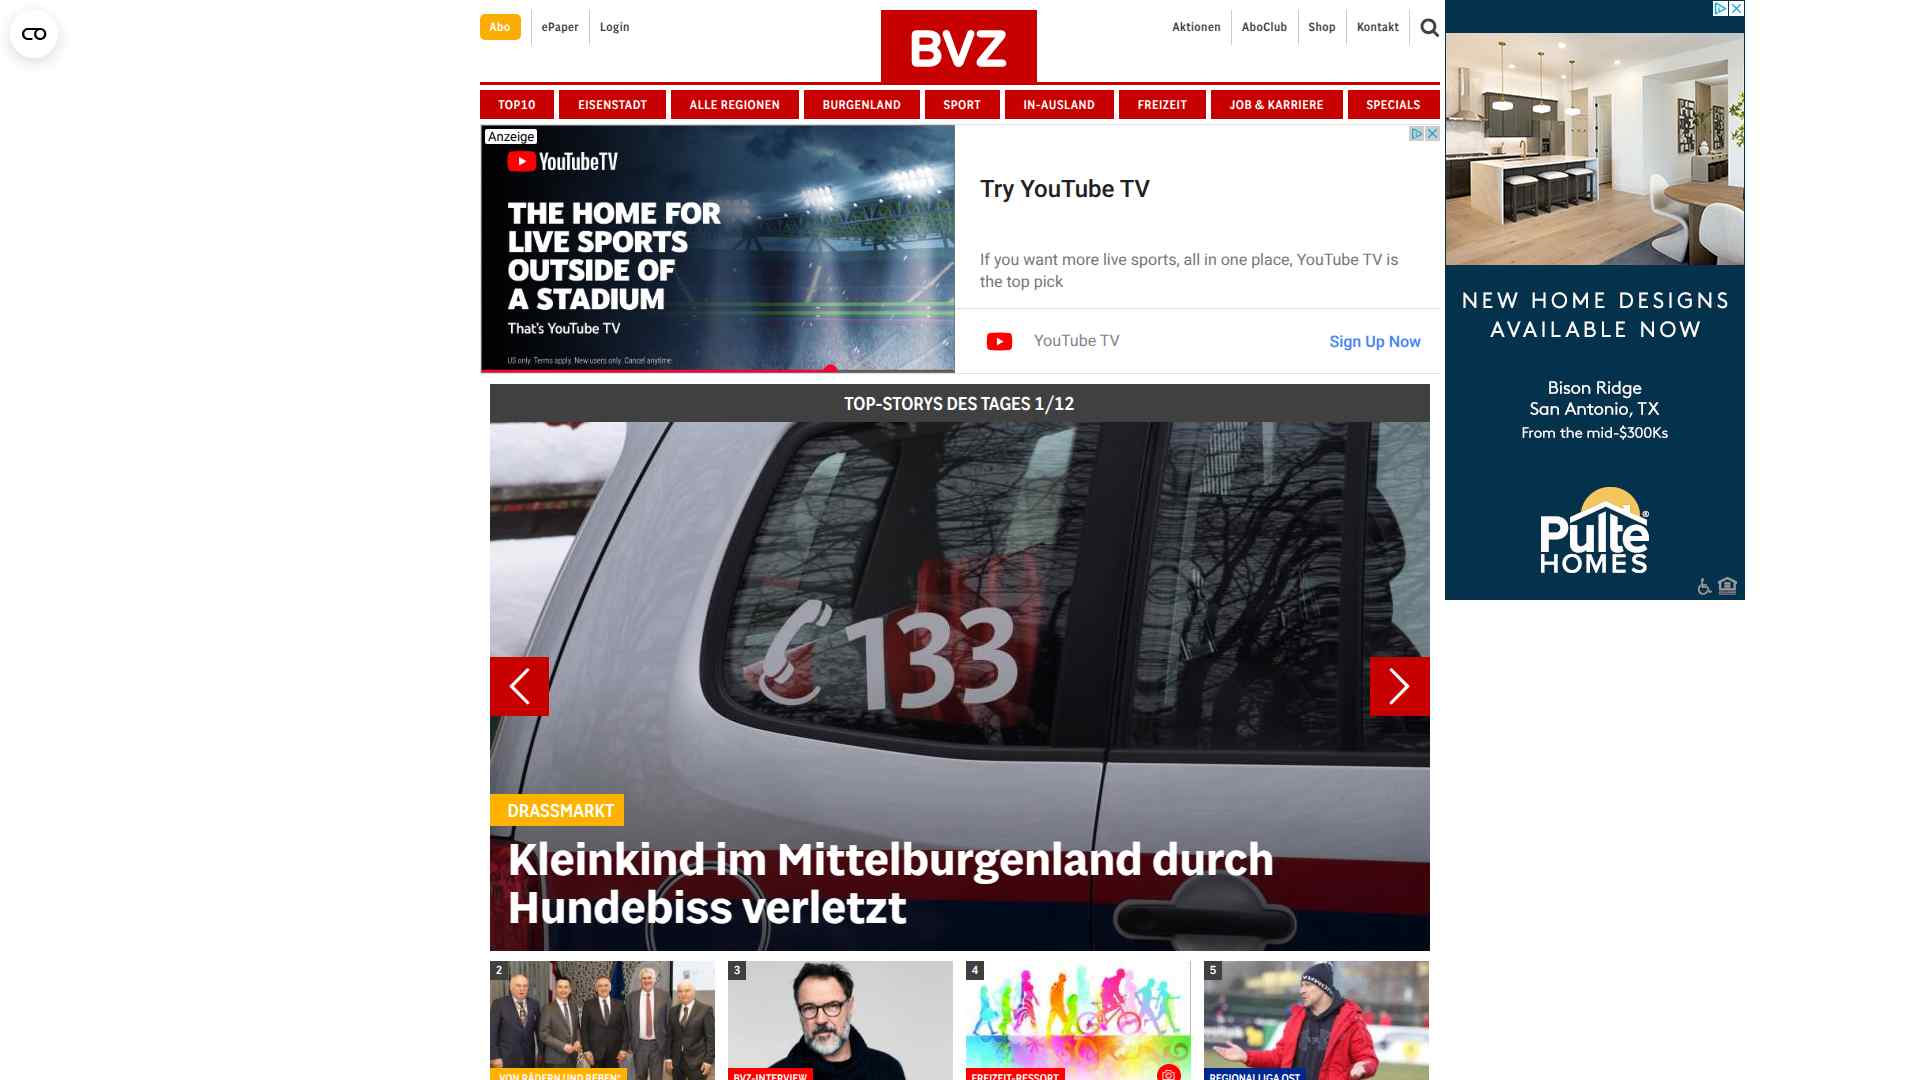 Abo
ePaper
Login
BVZ
Aktionen
AboClub
Shop
Kontakt
TOP10
EISENSTADT
ALLE REGIONEN
BURGENLAND
SPORT
IN-AUSLAND
FREIZEIT
JOB & KARRIERE
SPECIALS
Anzeige
YouTubeTV
THE HOME FOR
LIVE SPORTS
OUTSIDE OF
A STADIUM
That's YouTube TV
US only. Terms apply. New users only. Cancel anytime.
Try YouTube TV
If you want more live sports, all in one place, YouTube TV is
the top pick
YouTube TV
Sign Up Now
NEW HOME DESIGNS
AVAILABLE NOW
Bison Ridge
San Antonio, TX
From the mid-$300Ks
Pulte®
HOMES
TOP-STORYS DES TAGES 1/12
133
DRASSMARKT
Kleinkind im Mittelburgenland durch
Hundebiss verletzt
2
3
4
5
„VON RÄDERN UND REBEN“
BVZ-INTERVIEW
FREIZEIT-RESSORT
REGIONALLIGA OST